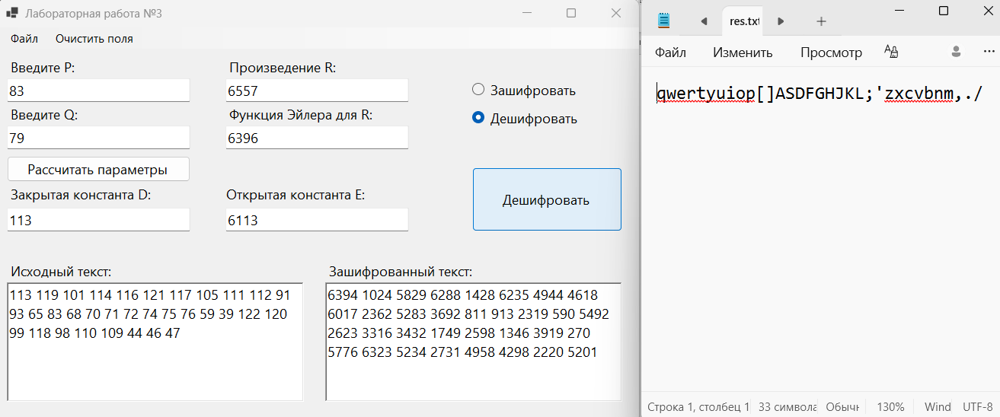 Лабораторная работа №3
Файл Очистить поля
Введите P:
83
Введите Q:
79
Рассчитать параметры
Закрытая константа D:
113
Произведение R:
6557
Функция Эйлера для R:
6396
Открытая константа E:
6113
Зашифровать
Дешифровать
Дешифровать
Исходный текст:
113 119 101 114 116 121 117 105 111 112 91
93 65 83 68 70 71 72 74 75 76 59 39 122 120
99 118 98 110 109 44 46 47
Зашифрованный текст:
6394 1024 5829 6288 1428 6235 4944 4618
6017 2362 5283 3692 811 913 2319 590 5492
2623 3316 3432 1749 2598 1346 3919 270
5776 6323 5234 2731 4958 4298 2220 5201
res.txt
Файл Изменить Просмотр
qwertyuiop[]ASDFGHJKL;'zxcvbnm,./
Строка 1, столбец 1 33 символа Обычн 130% Wind UTF-8